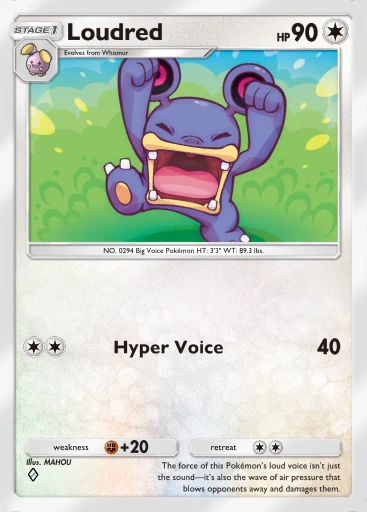 STAGE 1
Loudred
HP 90
Evolves from Whismur
NO. 0294 Big Voice Pokémon HT: 3'3" WT: 89.3 lbs.
Hyper Voice 40
weakness +20 retreat
Illus. MAHOU
The force of this Pokémon's loud voice isn't just
the sound—it's also the wave of air pressure that
blows opponents away and damages them.